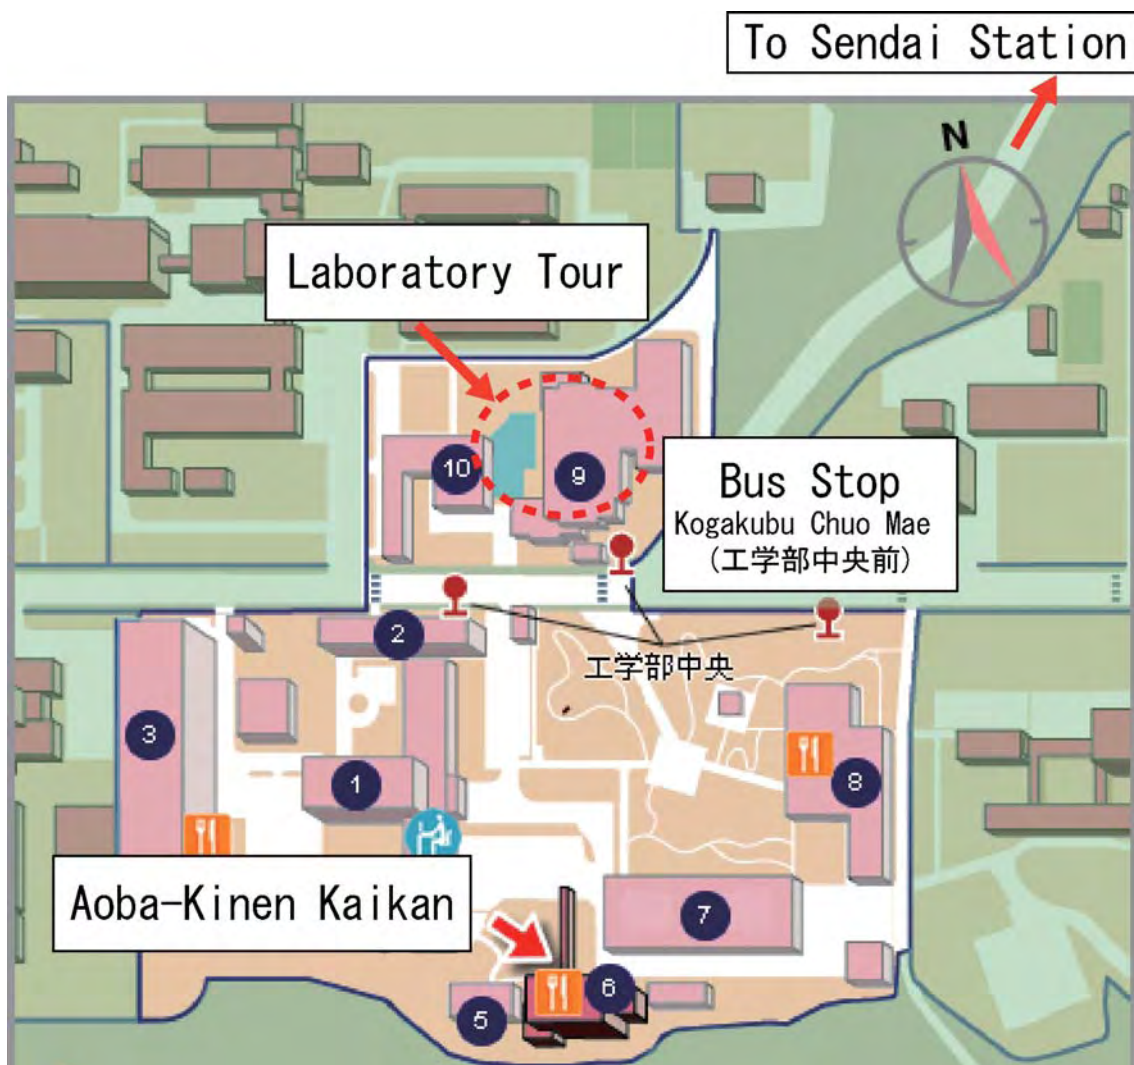 To Sendai Station
N
Laboratory Tour
10
9
Bus Stop
Kogakubu Chuo Mae
(工学部中央前)
2
工学部中央
3
1
8
Aoba-Kinen Kaikan
7
6
5